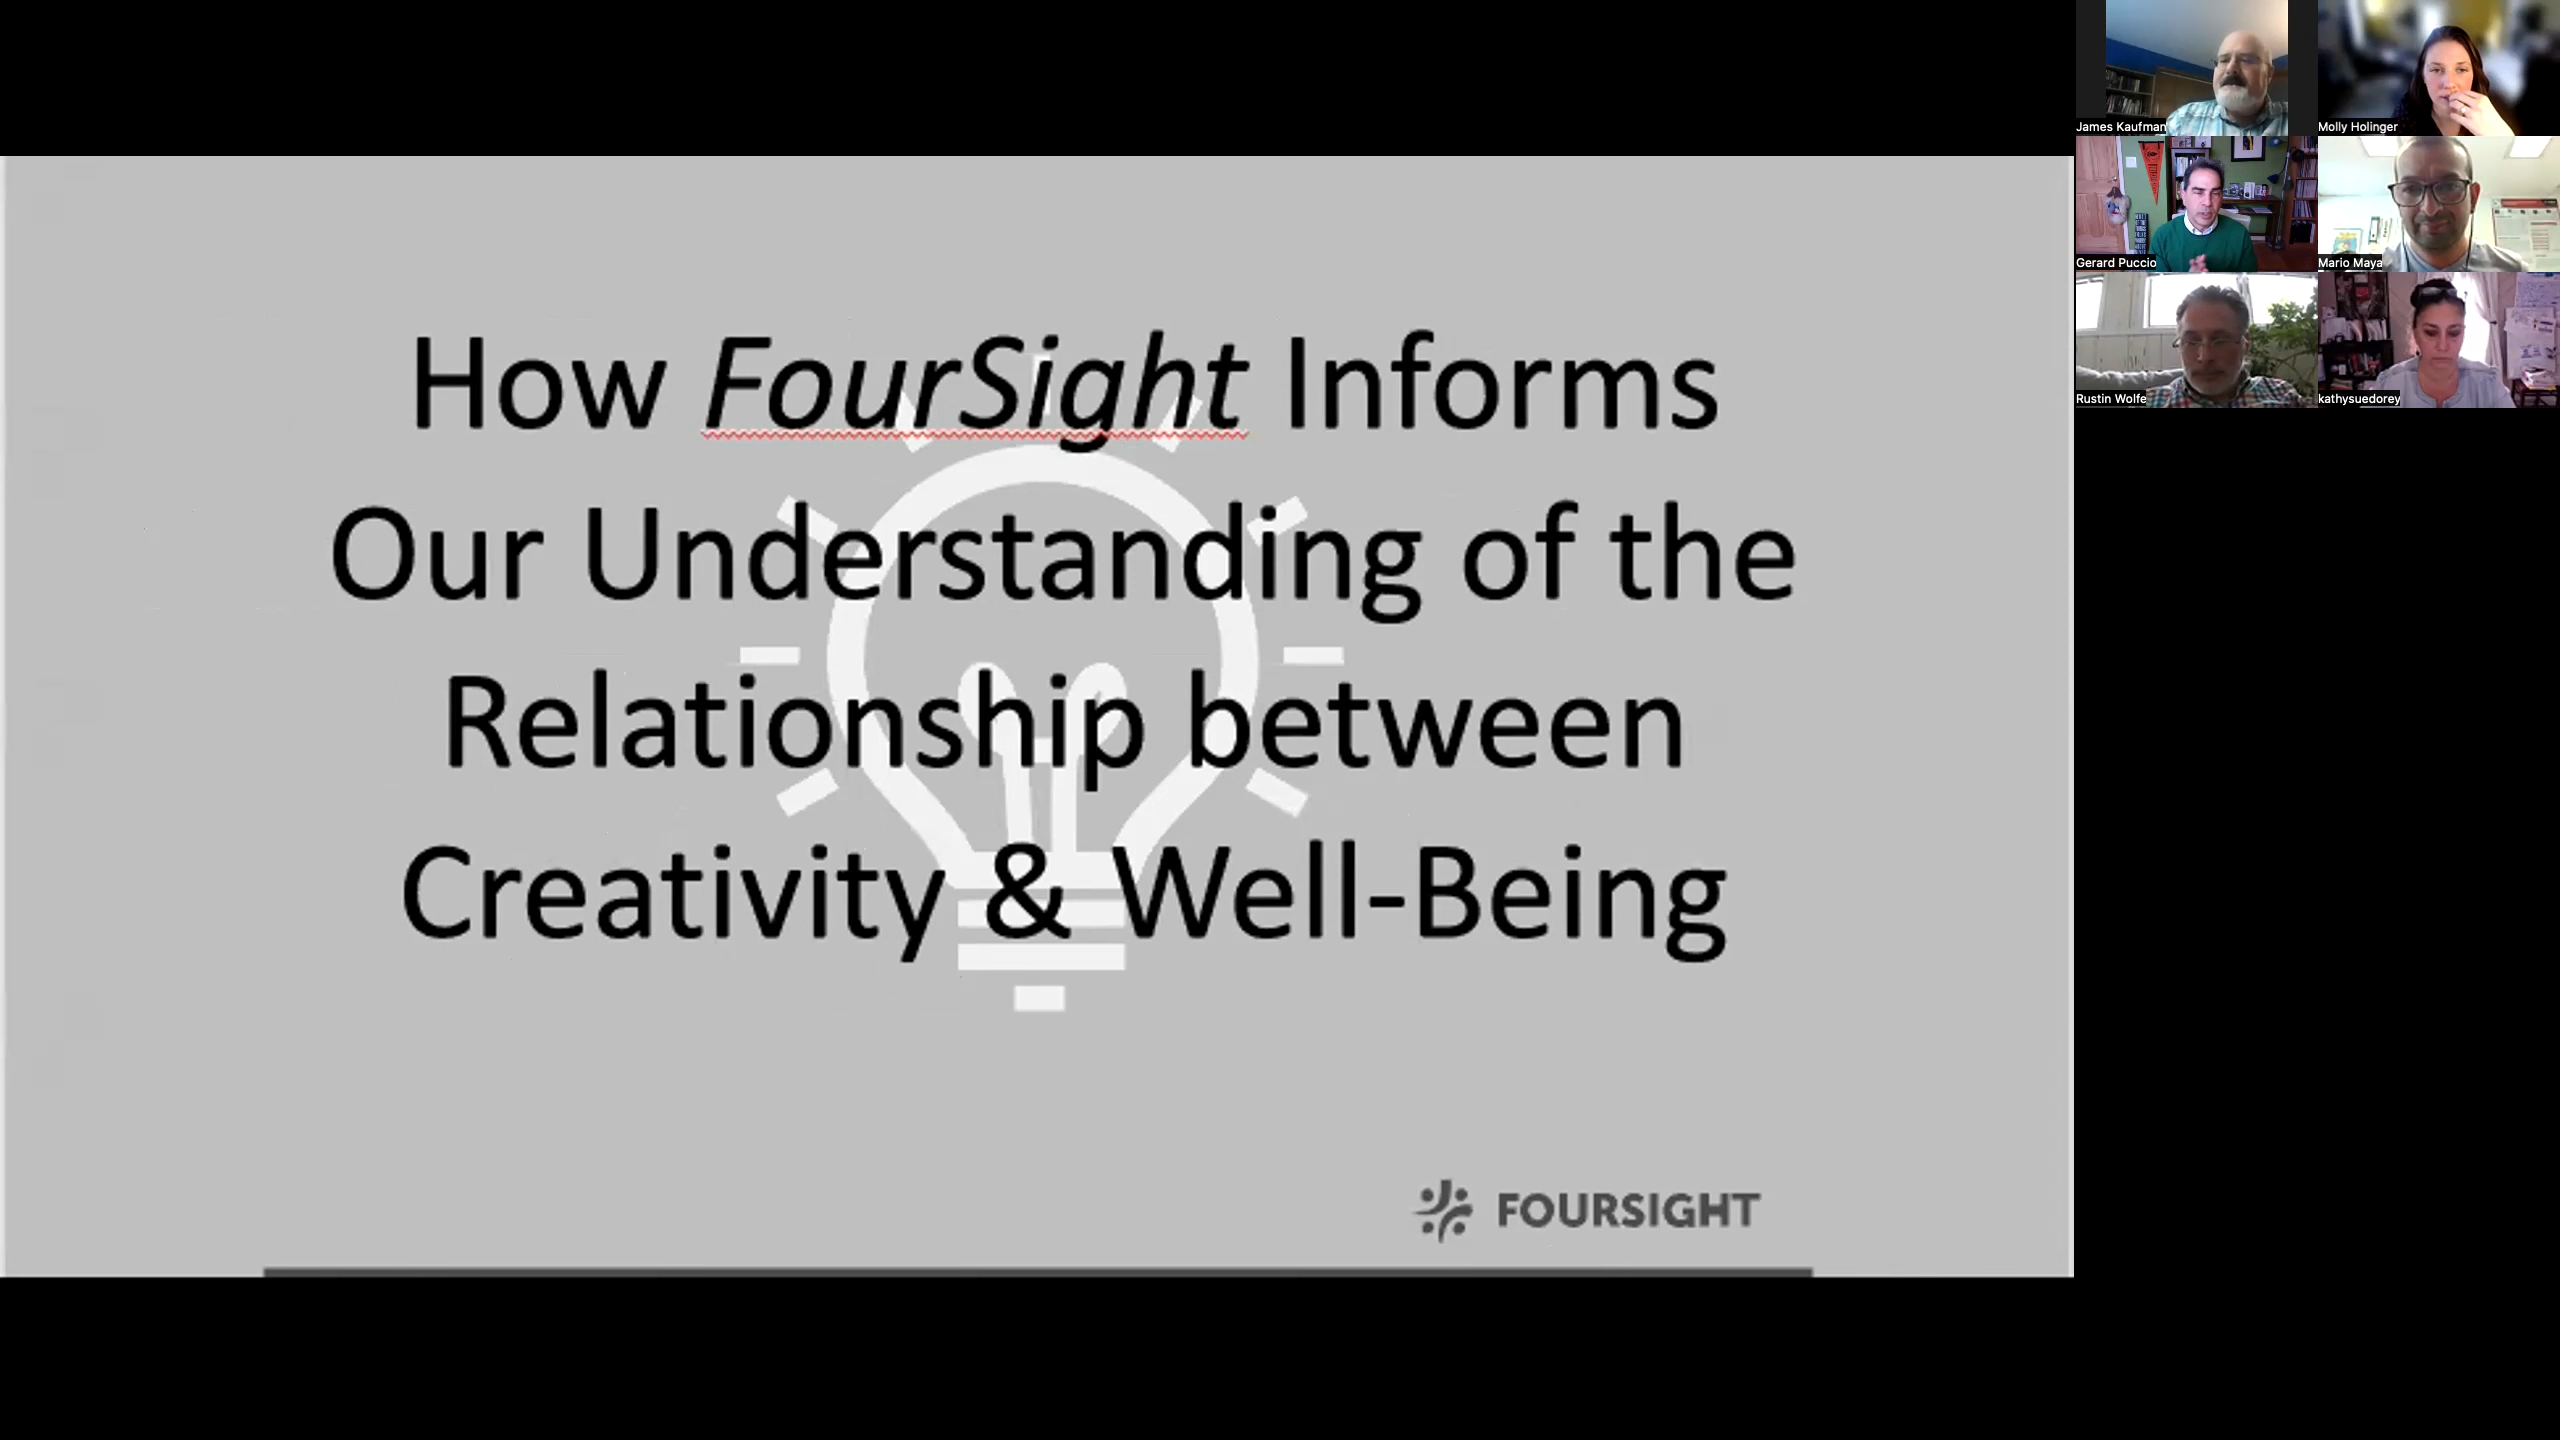 How FourSight Informs
Our Understanding of the
Relationship between
Creativity & Well-Being
FOURSIGHT
James Kaufman
Molly Holinger
Gerard Puccio
Mario Maya
Rustin Wolfe
kathysuedorey